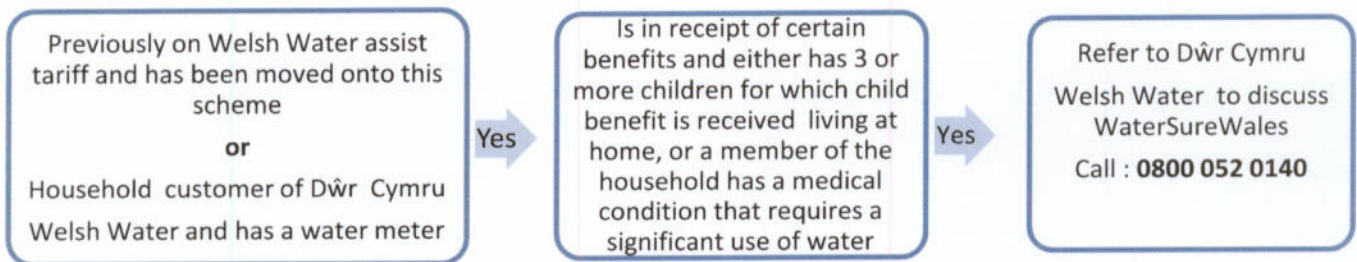 Previously on Welsh Water assist
tariff and has been moved onto this
scheme
or
Household customer of Dŵr Cymru
Welsh Water and has a water meter
Yes
Is in receipt of certain
benefits and either has 3 or
more children for which child
benefit is received living at
home, or a member of the
household has a medical
condition that requires a
significant use of water
Yes
Refer to Dŵr Cymru
Welsh Water to discuss
WaterSureWales
Call : 0800 052 0140